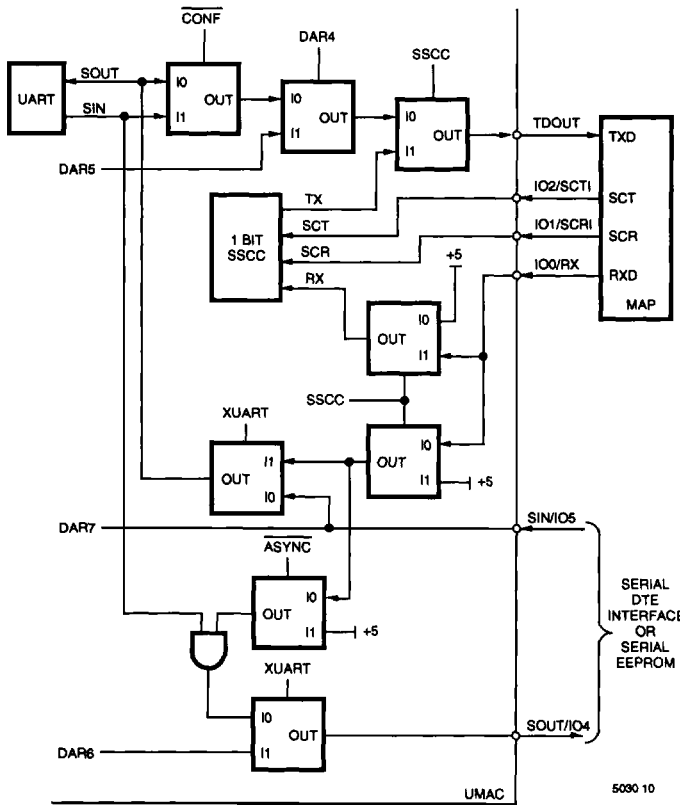 CONF
DAR4
SSCC
SOUT
I0
OUT
I1
UART
SIN
I0
OUT
I1
I0
OUT
I1
TDOUT
TXD
DAR5
TX
IO2/SCTI
SCT
1 BIT
SSCC
SCT
IO1/SCRI
SCR
SCR
+5
IO0/RX
RXD
RX
MAP
I0
OUT
I1
SSCC
XUART
I0
OUT
I1
+5
I1
OUT
I0
DAR7
SIN/IO5
ASYNC
I0
OUT
I1
+5
SERIAL
DTE
INTERFACE
OR
SERIAL
EEPROM
XUART
I0
OUT
I1
SOUT/IO4
DAR6
UMAC
5030 10